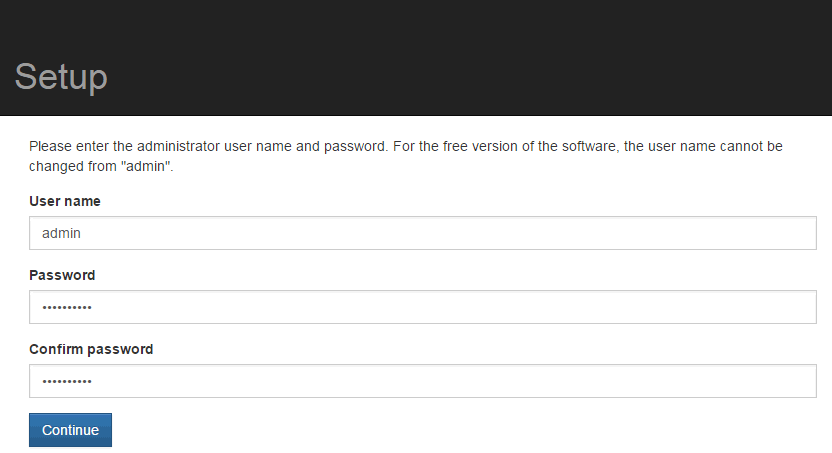 Setup
Please enter the administrator user name and password. For the free version of the software, the user name cannot be
changed from "admin".
User name
admin
Password
••••••••••
Confirm password
••••••••••
Continue